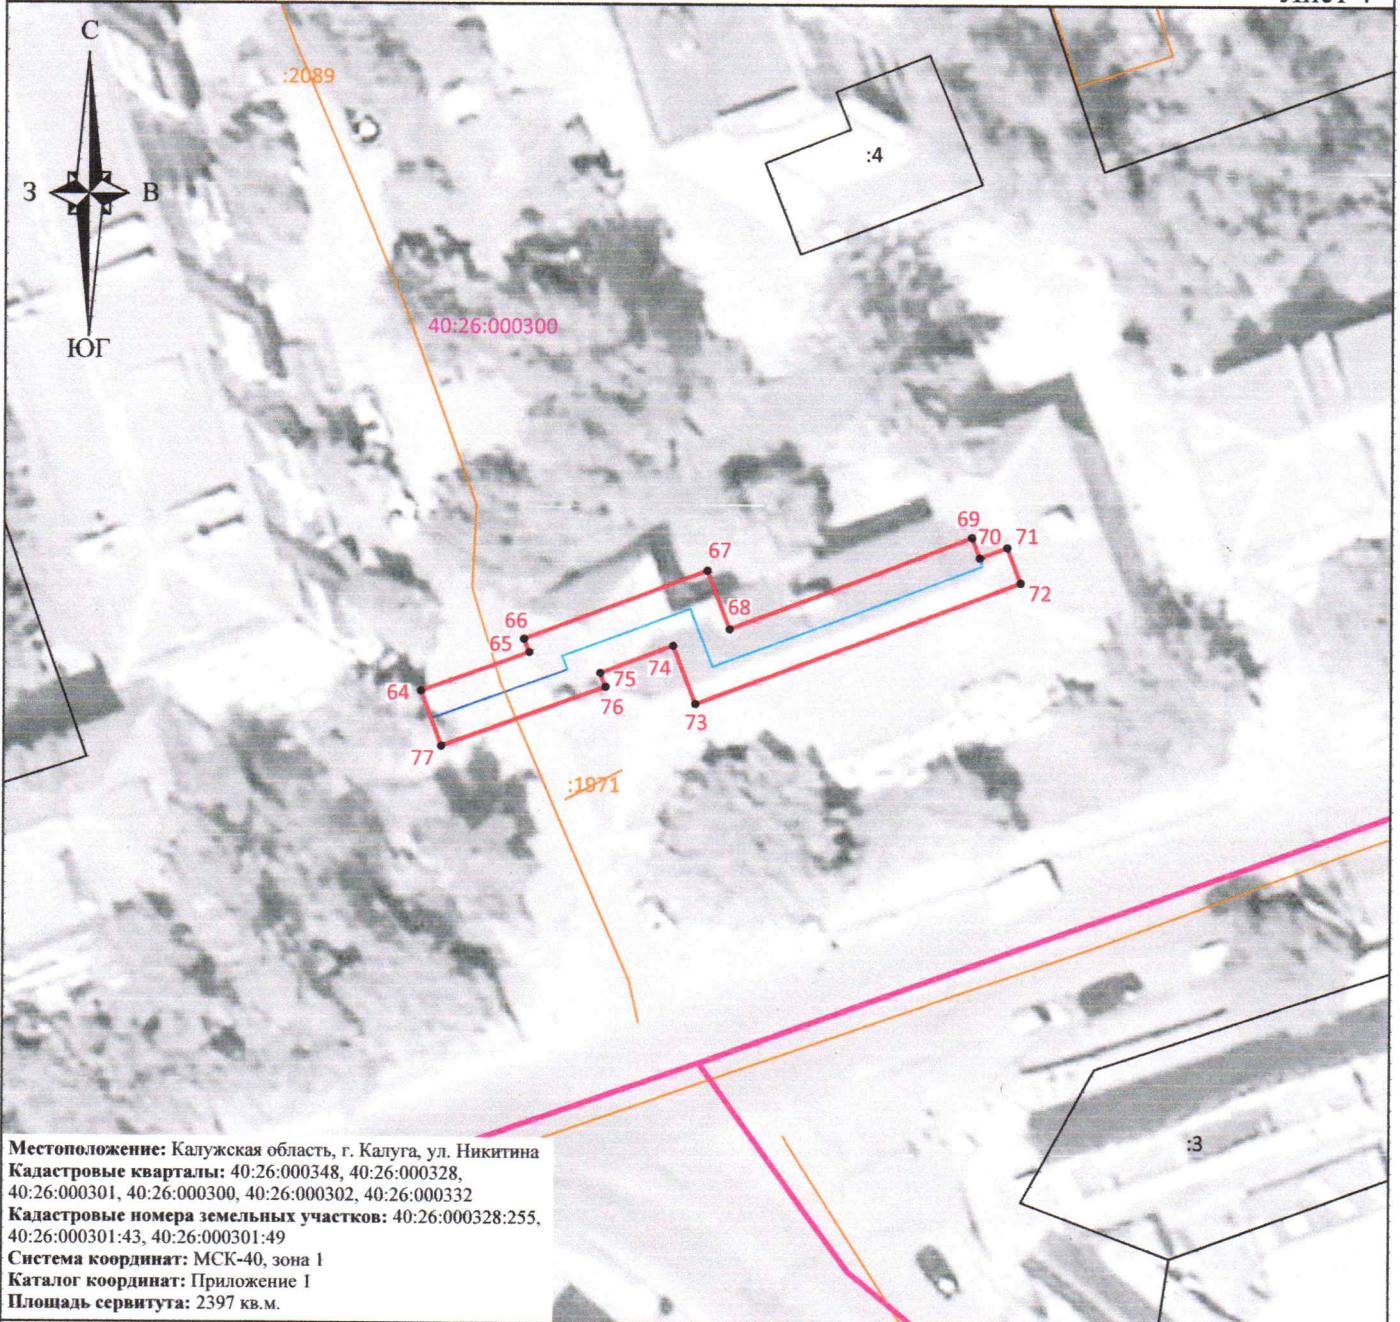 С
:2089
:4
З
В
40:26:000300
ЮГ
69
70
71
67
72
68
66
65
74
64
75
76
73
77
:1971
:3
Местоположение: Калужская область, г. Калуга, ул. Никитина
Кадастровые кварталы: 40:26:000348, 40:26:000328,
40:26:000301, 40:26:000300, 40:26:000302, 40:26:000332
Кадастровые номера земельных участков: 40:26:000328:255,
40:26:000301:43, 40:26:000301:49
Система координат: МСК-40, зона 1
Каталог координат: Приложение 1
Площадь сервитута: 2397 кв.м.